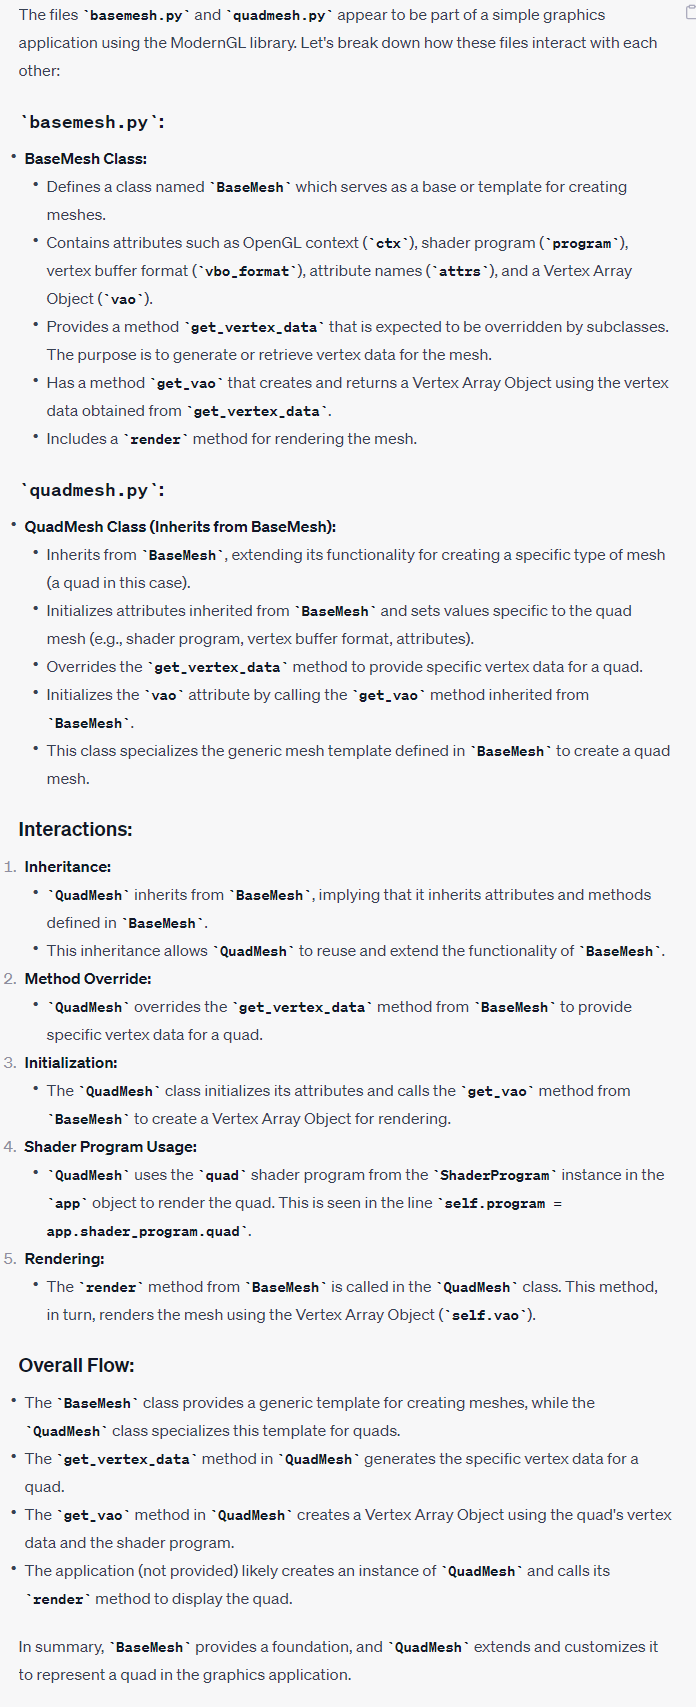 The files `basemesh.py` and `quadmesh.py` appear to be part of a simple graphics
application using the ModernGL library. Let's break down how these files interact with each
other:
`basemesh.py`:
• BaseMesh Class:
• Defines a class named `BaseMesh` which serves as a base or template for creating
meshes.
• Contains attributes such as OpenGL context (`ctx`), shader program (`program`),
vertex buffer format (`vbo_format`), attribute names (`attrs`), and a Vertex Array
Object (`vao`).
• Provides a method `get_vertex_data` that is expected to be overridden by subclasses.
The purpose is to generate or retrieve vertex data for the mesh.
• Has a method `get_vao` that creates and returns a Vertex Array Object using the vertex
data obtained from `get_vertex_data`.
• Includes a `render` method for rendering the mesh.
`quadmesh.py`:
• QuadMesh Class (Inherits from BaseMesh):
• Inherits from `BaseMesh`, extending its functionality for creating a specific type of mesh
(a quad in this case).
• Initializes attributes inherited from `BaseMesh` and sets values specific to the quad
mesh (e.g., shader program, vertex buffer format, attributes).
• Overrides the `get_vertex_data` method to provide specific vertex data for a quad.
• Initializes the `vao` attribute by calling the `get_vao` method inherited from
`BaseMesh`.
• This class specializes the generic mesh template defined in `BaseMesh` to create a quad
mesh.
Interactions:
1. Inheritance:
• `QuadMesh` inherits from `BaseMesh`, implying that it inherits attributes and methods
defined in `BaseMesh`.
• This inheritance allows `QuadMesh` to reuse and extend the functionality of `BaseMesh`.
2. Method Override:
• `QuadMesh` overrides the `get_vertex_data` method from `BaseMesh` to provide
specific vertex data for a quad.
3. Initialization:
• The `QuadMesh` class initializes its attributes and calls the `get_vao` method from
`BaseMesh` to create a Vertex Array Object for rendering.
4. Shader Program Usage:
• `QuadMesh` uses the `quad` shader program from the `ShaderProgram` instance in the
`app` object to render the quad. This is seen in the line `self.program =
app.shader_program.quad`.
5. Rendering:
• The `render` method from `BaseMesh` is called in the `QuadMesh` class. This method,
in turn, renders the mesh using the Vertex Array Object (`self.vao`).
Overall Flow:
• The `BaseMesh` class provides a generic template for creating meshes, while the
`QuadMesh` class specializes this template for quads.
• The `get_vertex_data` method in `QuadMesh` generates the specific vertex data for a
quad.
• The `get_vao` method in `QuadMesh` creates a Vertex Array Object using the quad's vertex
data and the shader program.
• The application (not provided) likely creates an instance of `QuadMesh` and calls its
`render` method to display the quad.
In summary, `BaseMesh` provides a foundation, and `QuadMesh` extends and customizes it
to represent a quad in the graphics application.